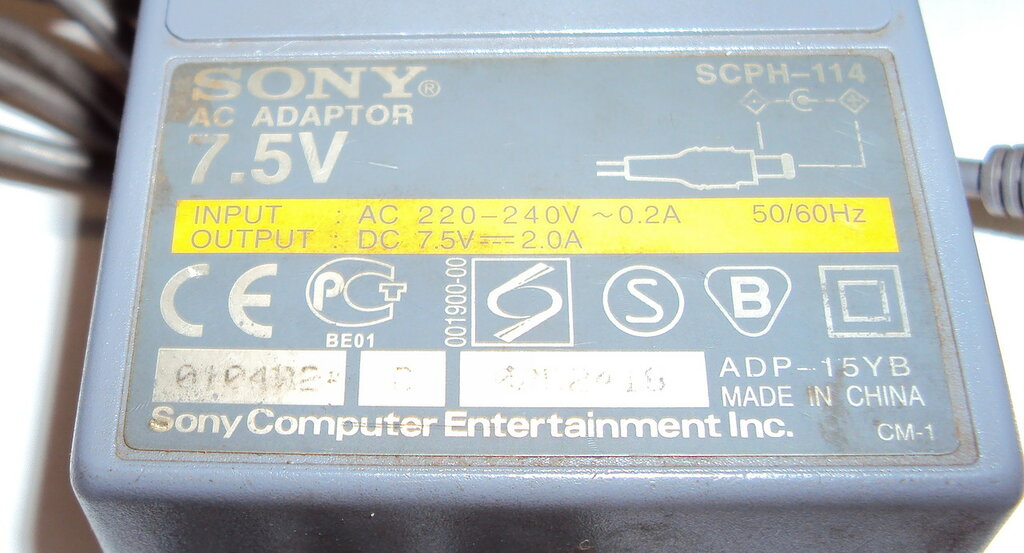 SONY®
AC ADAPTOR
7.5V
SCPH-114
INPUT : AC 220-240V ~ 0.2A 50/60Hz
OUTPUT : DC 7.5V ⎓ 2.0A
CE
PCT
BE01
001900-00
S
B
ADP-15YB
MADE IN CHINA
Sony Computer Entertainment Inc.
CM-1